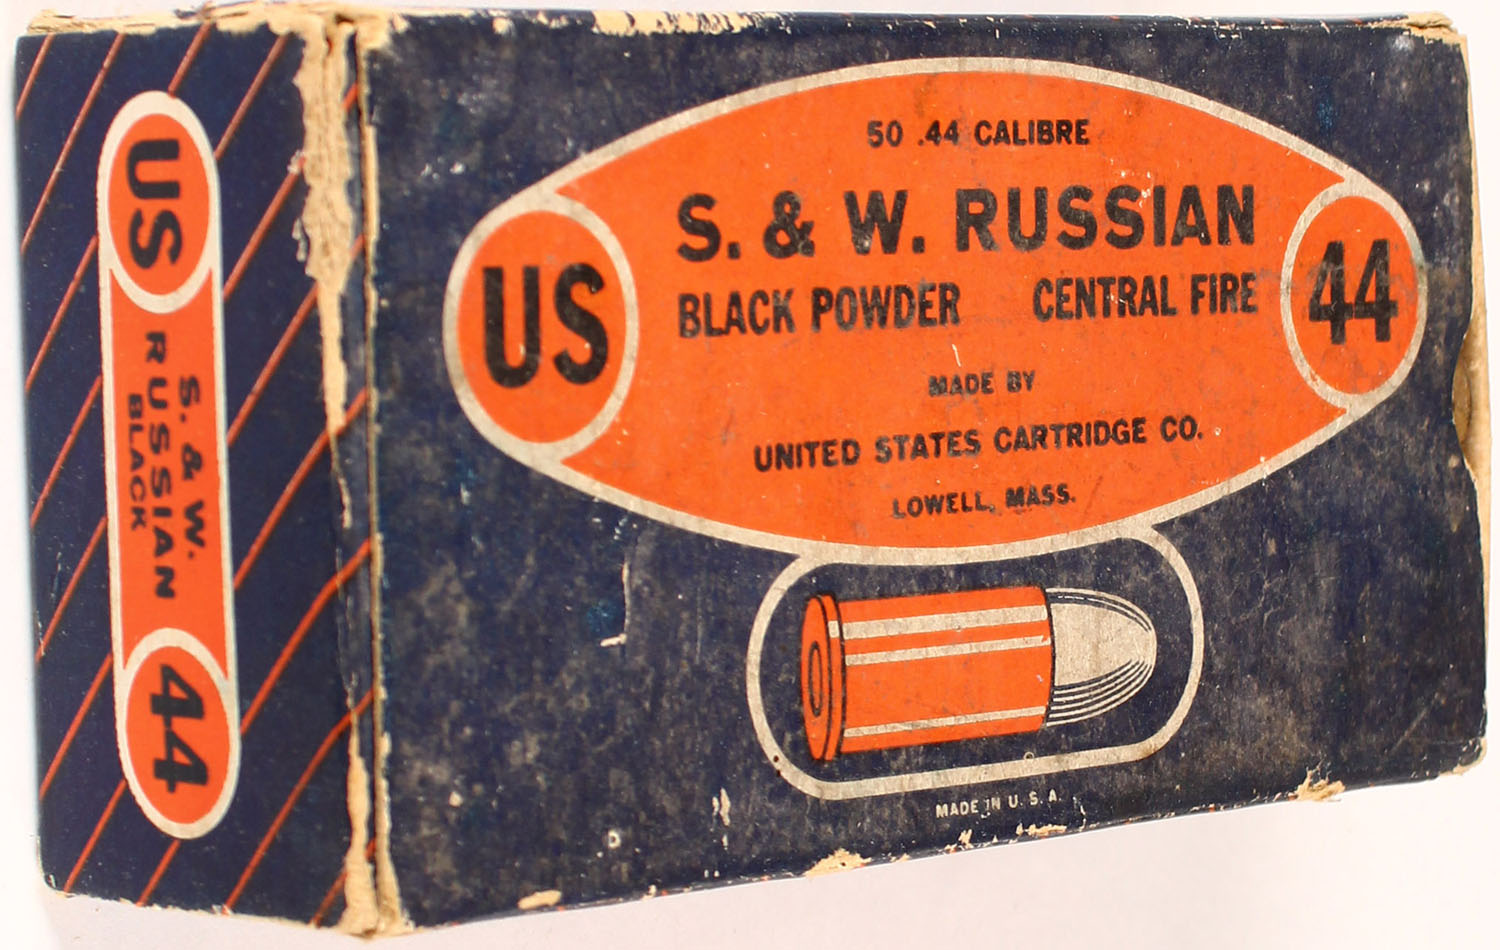 US
S. & W.
RUSSIAN
BLACK
44
50 .44 CALIBRE
S. & W. RUSSIAN
BLACK POWDER CENTRAL FIRE
US
44
MADE BY
UNITED STATES CARTRIDGE CO.
LOWELL, MASS.
MADE IN U.S.A.